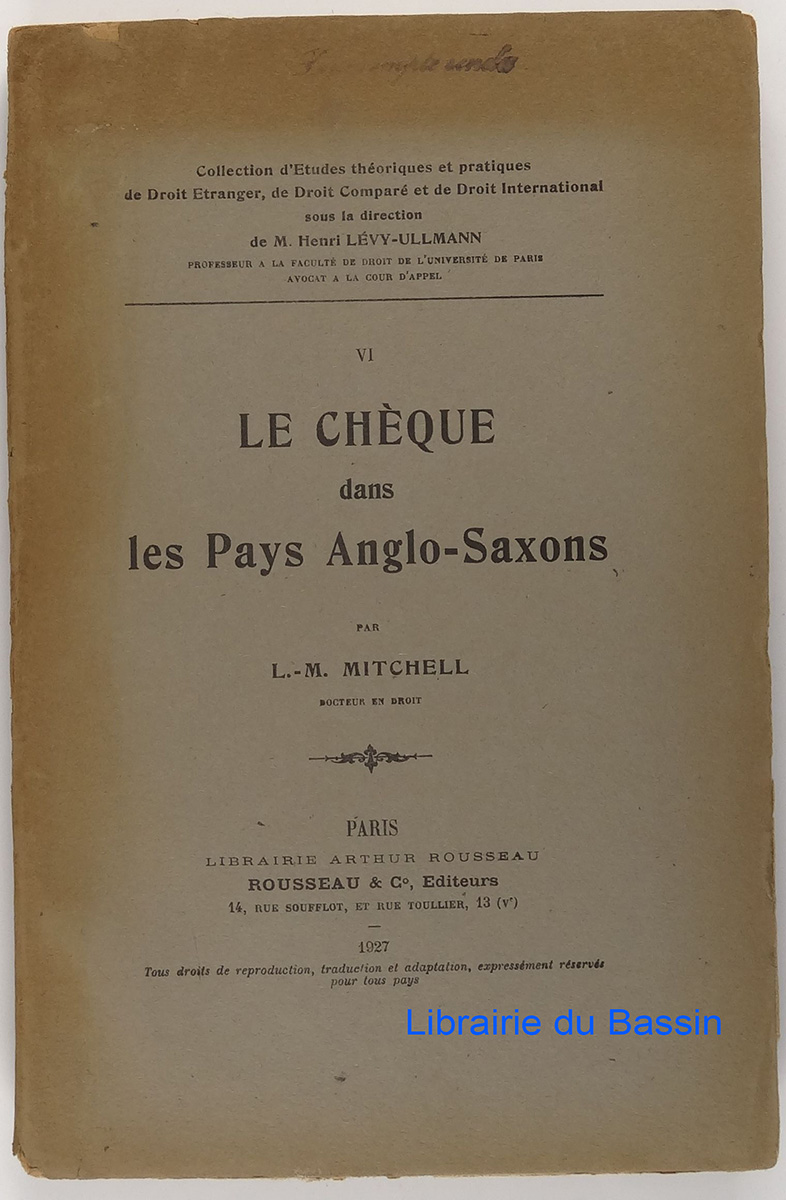 compte rendu
Collection d'Etudes théoriques et pratiques
de Droit Etranger, de Droit Comparé et de Droit International
sous la direction
de M. Henri LÉVY-ULLMANN
PROFESSEUR A LA FACULTÉ DE DROIT DE L'UNIVERSITÉ DE PARIS
AVOCAT A LA COUR D'APPEL
VI
LE CHÈQUE
dans
les Pays Anglo-Saxons
PAR
L.-M. MITCHELL
DOCTEUR EN DROIT
PARIS
LIBRAIRIE ARTHUR ROUSSEAU
ROUSSEAU & Cº, Editeurs
14, RUE SOUFFLOT, ET RUE TOULLIER, 13 (Vᵉ)
1927
Tous droits de reproduction, traduction et adaptation, expressément réservés
pour tous pays
Librairie du Bassin